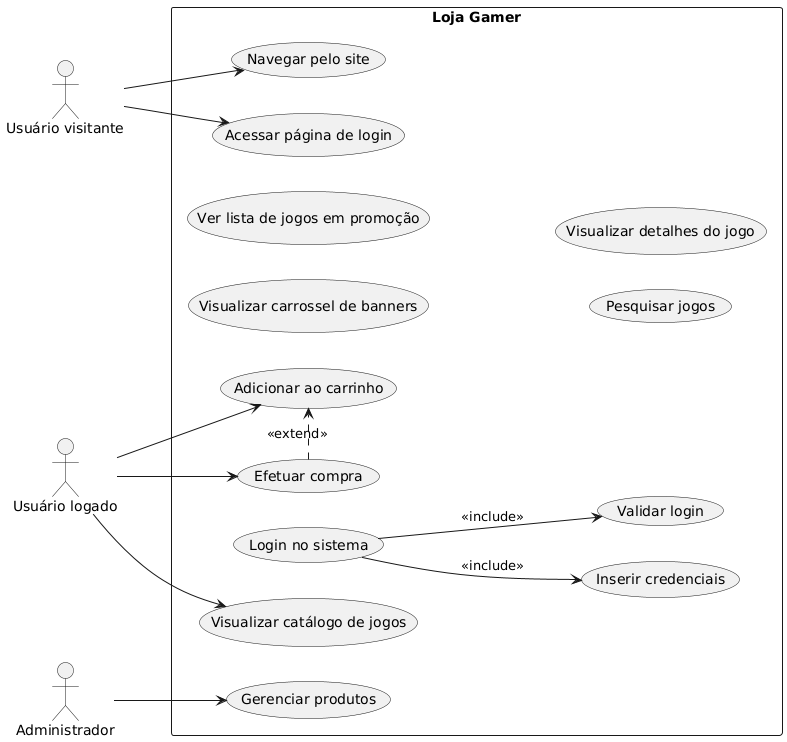 Loja Gamer
Navegar pelo site
Usuário visitante
Acessar página de login
Ver lista de jogos em promoção
Visualizar detalhes do jogo
Visualizar carrossel de banners
Pesquisar jogos
Adicionar ao carrinho
«extend»
Efetuar compra
Usuário logado
«include»
Validar login
Login no sistema
«include»
Inserir credenciais
Visualizar catálogo de jogos
Gerenciar produtos
Administrador